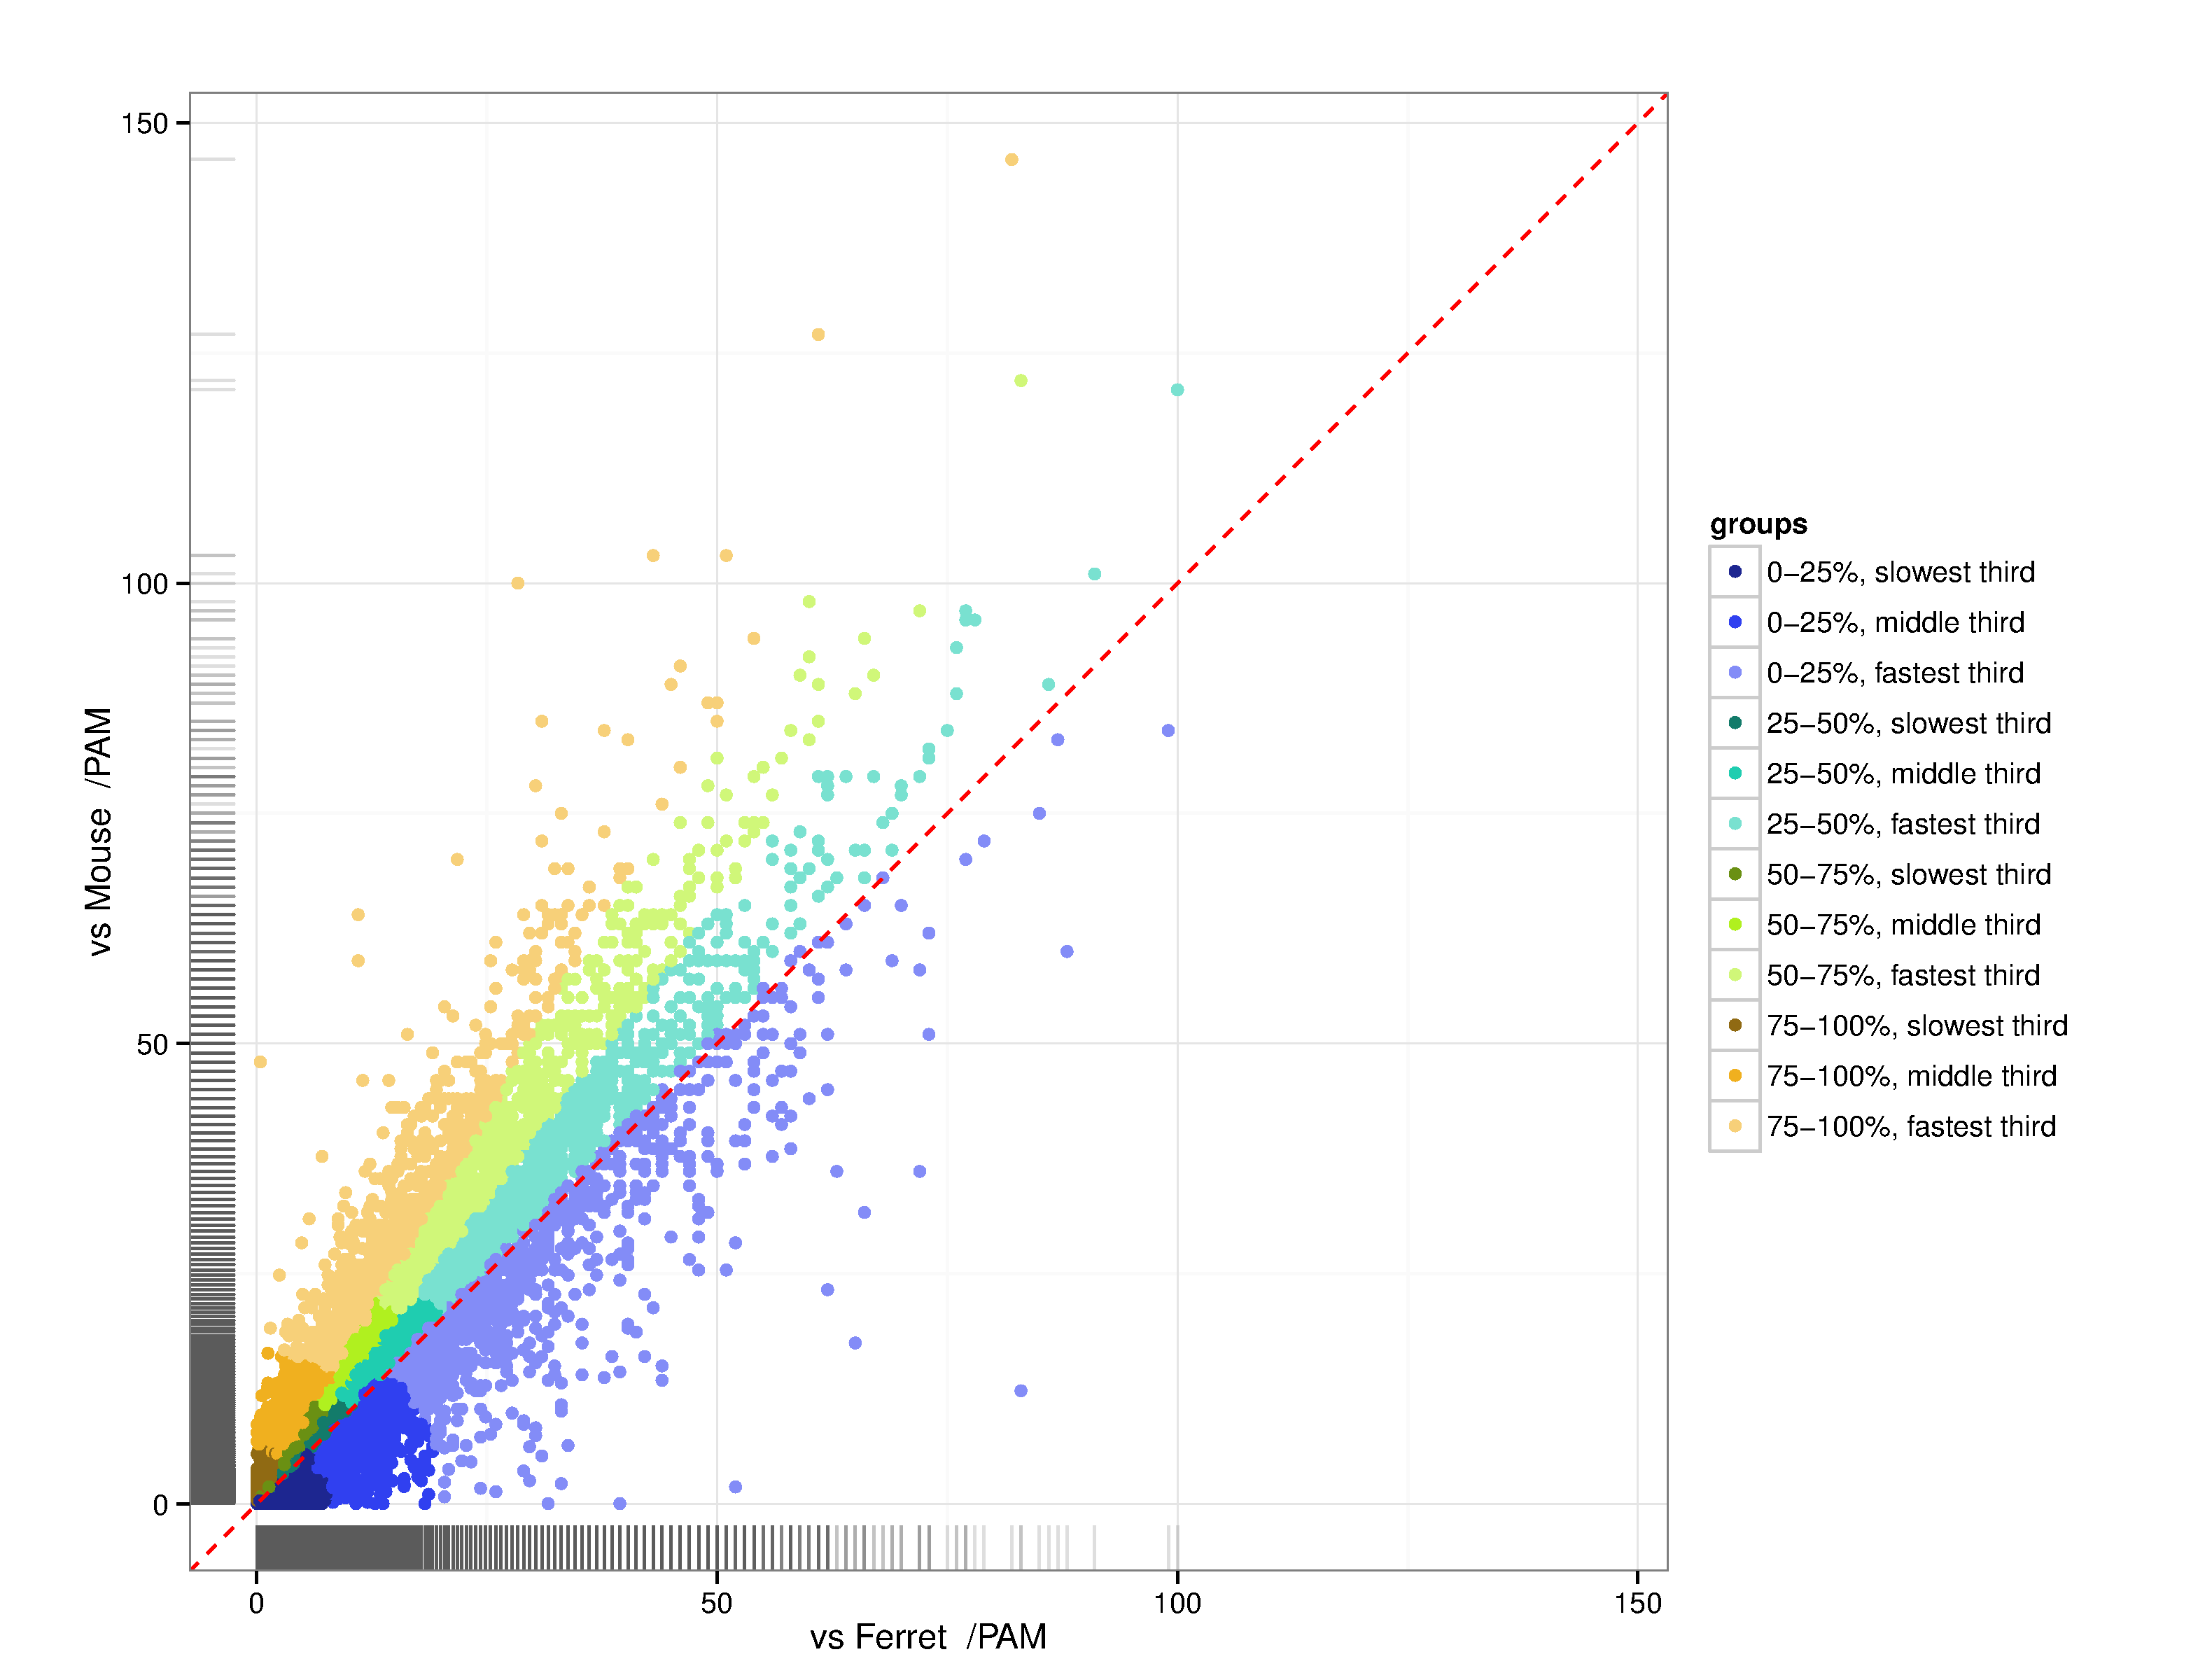 150
100
50
0
vs Mouse /PAM
0 50 100 150
vs Ferret /PAM
groups
0−25%, slowest third
0−25%, middle third
0−25%, fastest third
25−50%, slowest third
25−50%, middle third
25−50%, fastest third
50−75%, slowest third
50−75%, middle third
50−75%, fastest third
75−100%, slowest third
75−100%, middle third
75−100%, fastest third